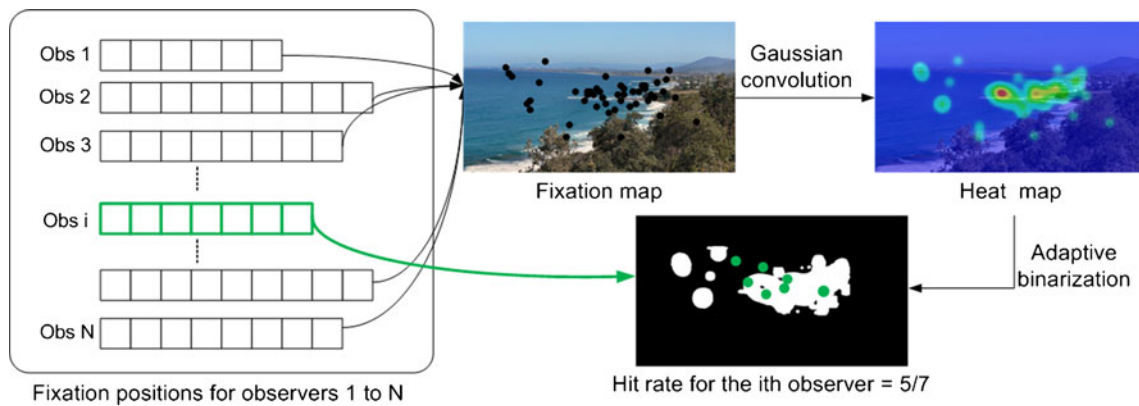 Obs 1
Obs 2
Obs 3
Obs i
Obs N
Fixation positions for observers 1 to N
Fixation map
Gaussian
convolution
Heat map
Adaptive
binarization
Hit rate for the ith observer = 5/7